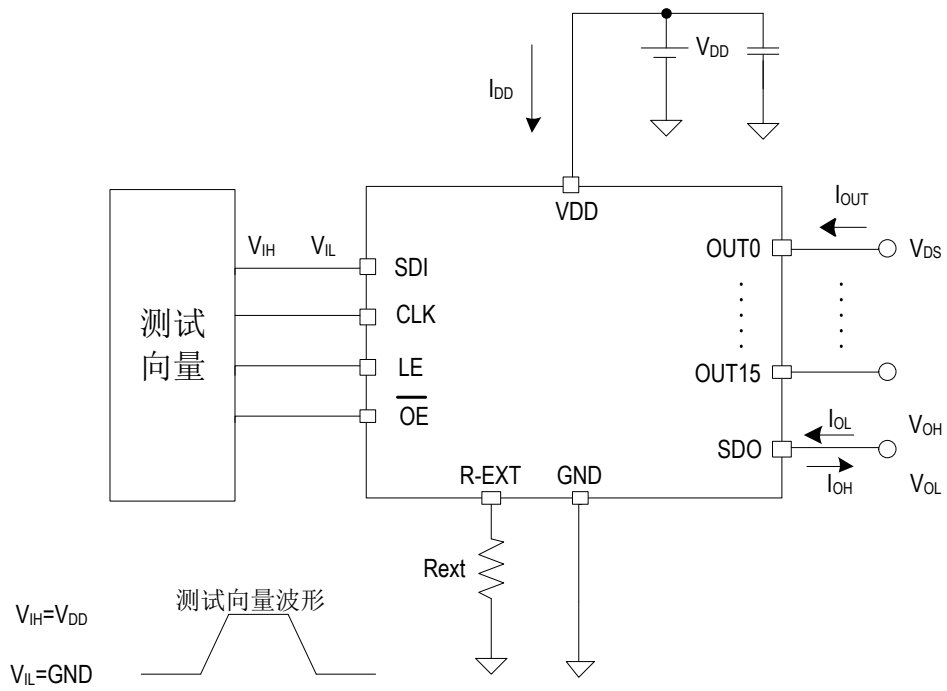 VDD
IDD
VDD
IOUT
VIH VIL
OUT0
VDS
SDI
CLK
测试
向量
LE
OUT15
OE
IOL
VOH
SDO
IOH
VOL
R-EXT
GND
Rext
测试向量波形
VIH=VDD
VIL=GND